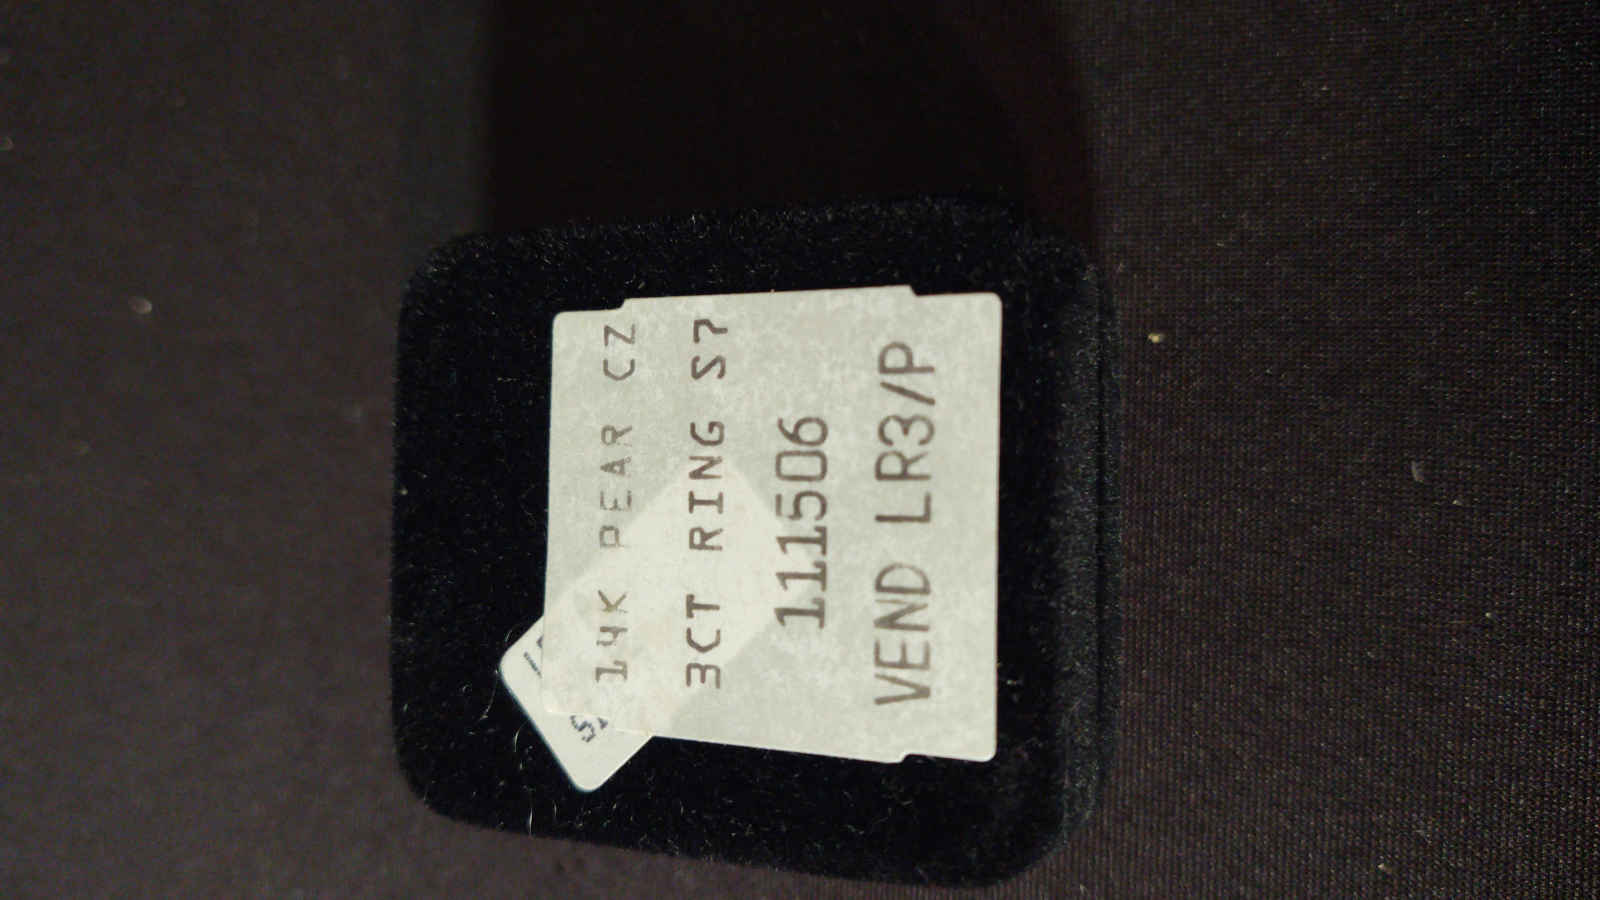 14K PEAR CZ
3CT RING S7
111506
VEND LR3/P